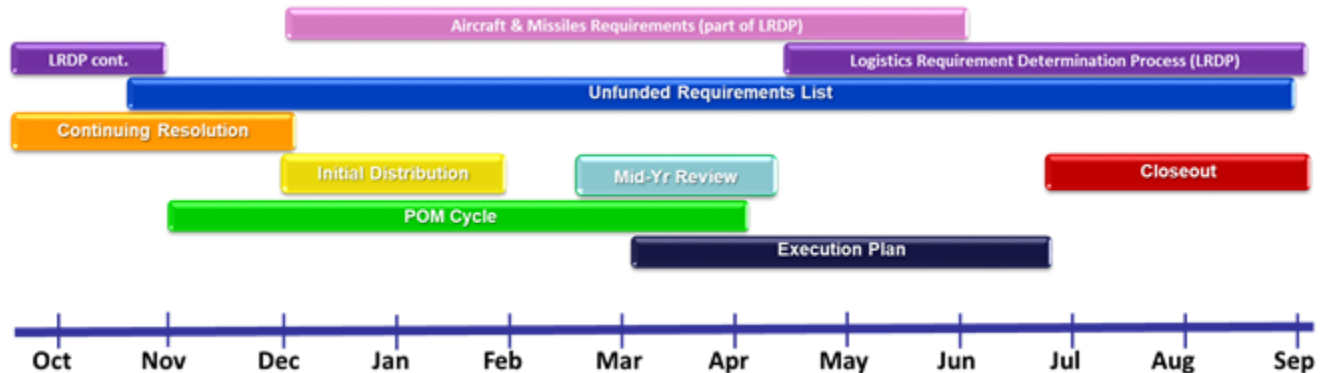 Aircraft & Missiles Requirements (part of LRDP)
LRDP cont.
Logistics Requirement Determination Process (LRDP)
Unfunded Requirements List
Continuing Resolution
Initial Distribution
Mid-Yr Review
Closeout
POM Cycle
Execution Plan
Oct Nov Dec Jan Feb Mar Apr May Jun Jul Aug Sep